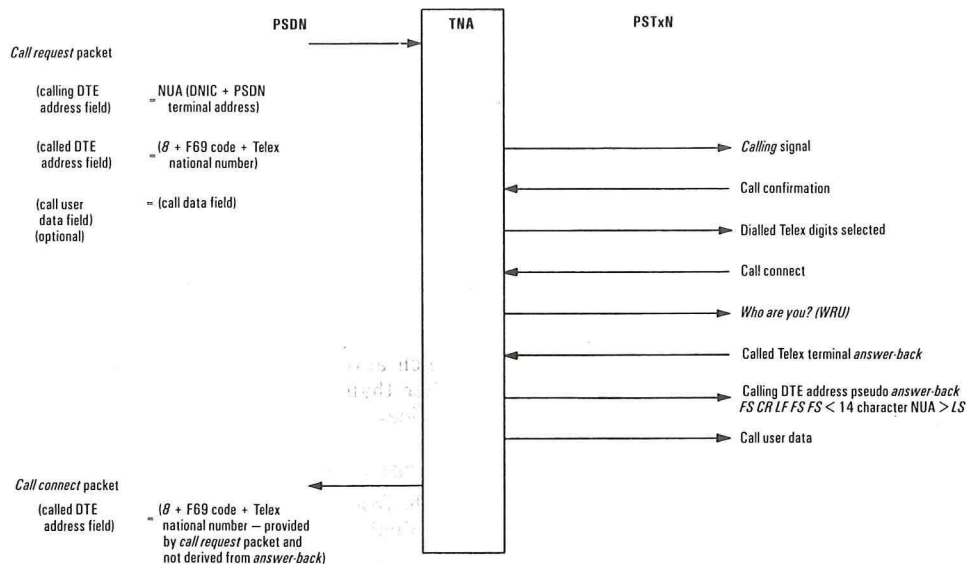 PSDN
TNA
PSTxN
Call request packet
(calling DTE address field) = NUA (DNIC + PSDN terminal address)
(called DTE address field) = (8 + F69 code + Telex national number)
(call user data field) (optional) = (call data field)
Calling signal
Call confirmation
Dialled Telex digits selected
Call connect
Who are you? (WRU)
Called Telex terminal answer-back
Calling DTE address pseudo answer-back
FS CR LF FS FS < 14 character NUA > LS
Call user data
Call connect packet
(called DTE address field) = (8 + F69 code + Telex national number — provided by call request packet and not derived from answer-back)